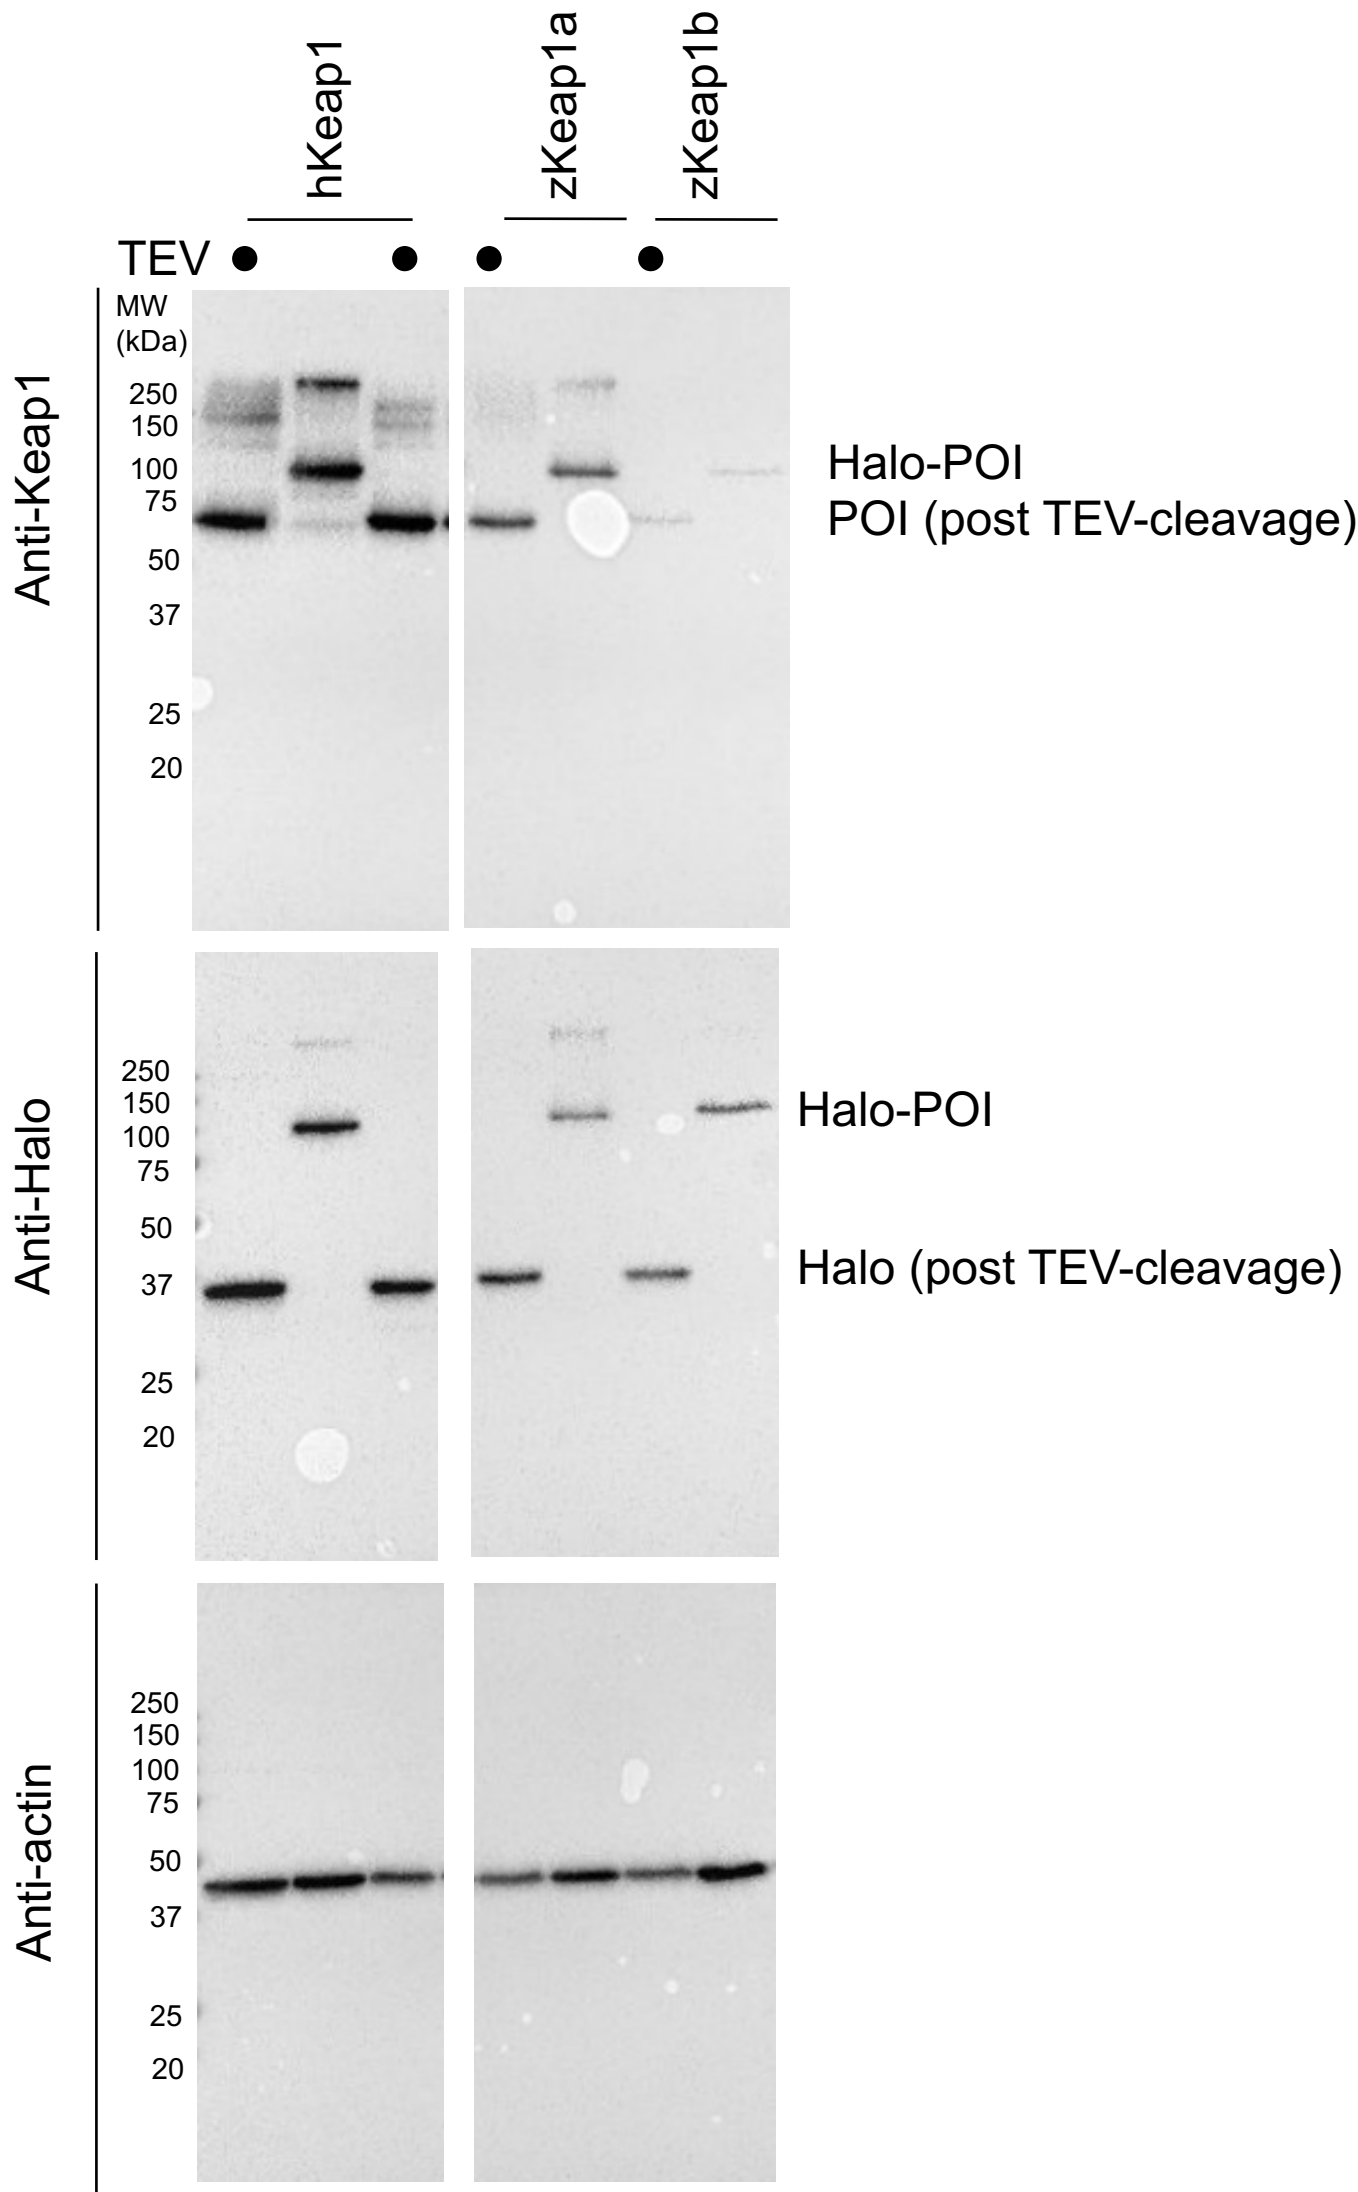 hKeap1
zKeap1a
zKeap1b
TEV ● ● ● ●
Anti-Keap1
MW
(kDa)
250
150
100
75
50
37
25
20
Halo-POI
POI (post TEV-cleavage)
Anti-Halo
250
150
100
75
50
37
25
20
Halo-POI
Halo (post TEV-cleavage)
Anti-actin
250
150
100
75
50
37
25
20